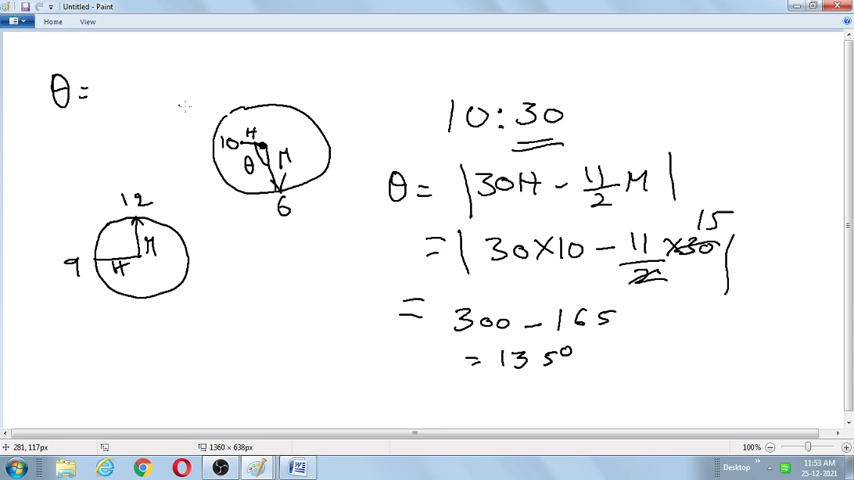 Untitled - Paint
Home View
θ =
10 H
θ M
6
12
M
9 H
10:30
θ = |30H - 11/2 M|
= |30×10 - 11/2 ×30| 15
= 300 - 165
= 135°
281, 117px
1360 × 638px
100%
Desktop
11:53 AM
25-12-2021